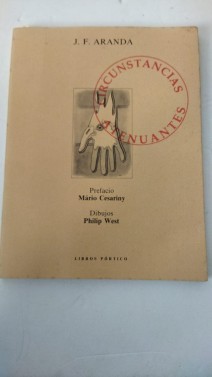 J. F. ARANDA
CIRCUNSTANCIAS
ATENUANTES
Prefacio
Mário Cesariny
Dibujos
Philip West
LIBROS PÓRTICO